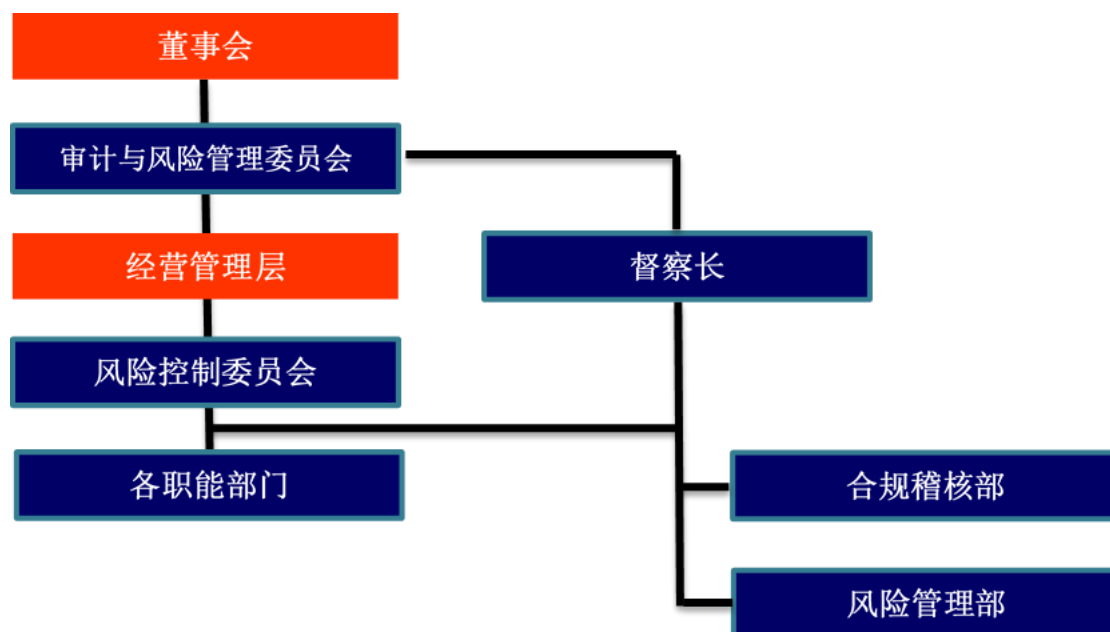 董事会
审计与风险管理委员会
经营管理层
督察长
风险控制委员会
各职能部门
合规稽核部
风险管理部